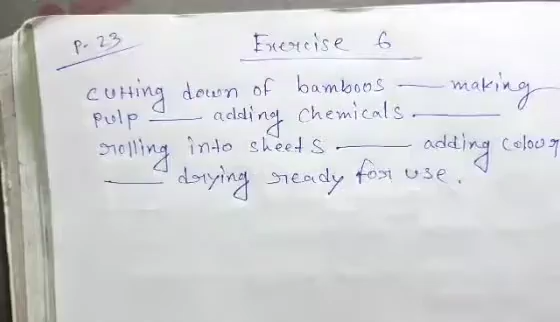 P. 23
Exercise 6
cutting down of bamboos — making
pulp — adding chemicals. —
rolling into sheets. — adding colour
— drying ready for use.